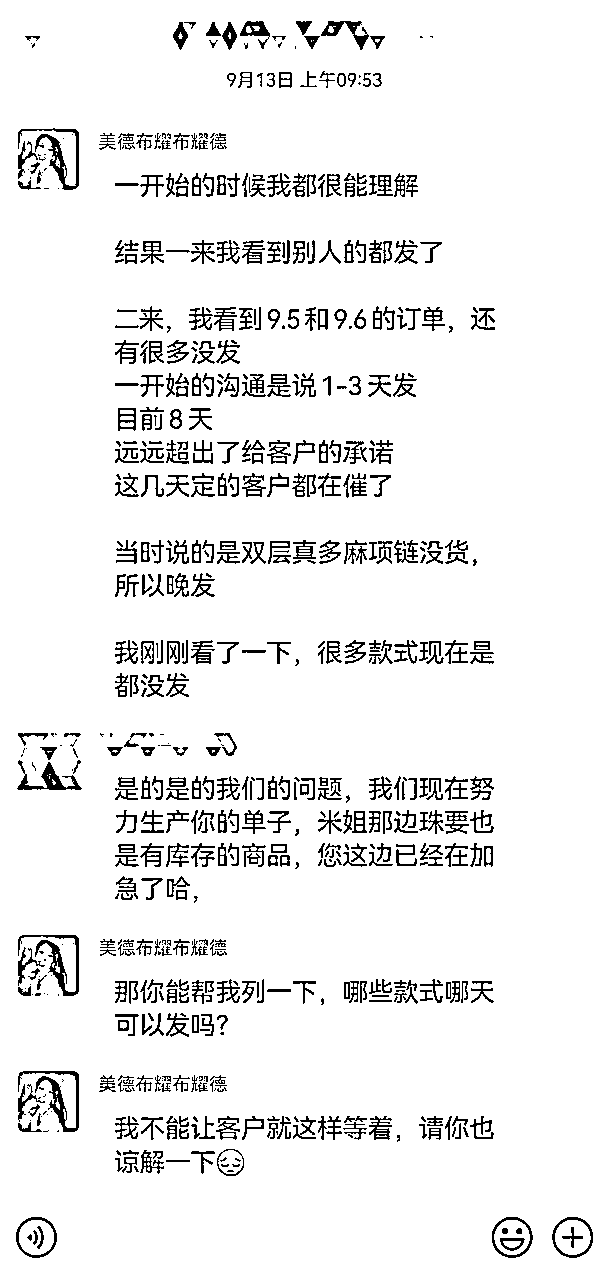 9月13日 上午09:53
美德布耀布耀德
一开始的时候我都很能理解
结果一来我看到别人的都发了
二来，我看到9.5和9.6的订单，还
有很多没发
一开始的沟通是说1-3天发
目前8天
远远超出了给客户的承诺
这几天定的客户都在催了
当时说的是双层真多麻项链没货，
所以晚发
我刚刚看了一下，很多款式现在是
都没发
是的是的我们的问题，我们现在努
力生产你的单子，米姐那边珠要也
是有库存的商品，您这边已经在加
急了哈，
美德布耀布耀德
那你能帮我列一下，哪些款式哪天
可以发吗？
美德布耀布耀德
我不能让客户就这样等着，请你也
谅解一下😔